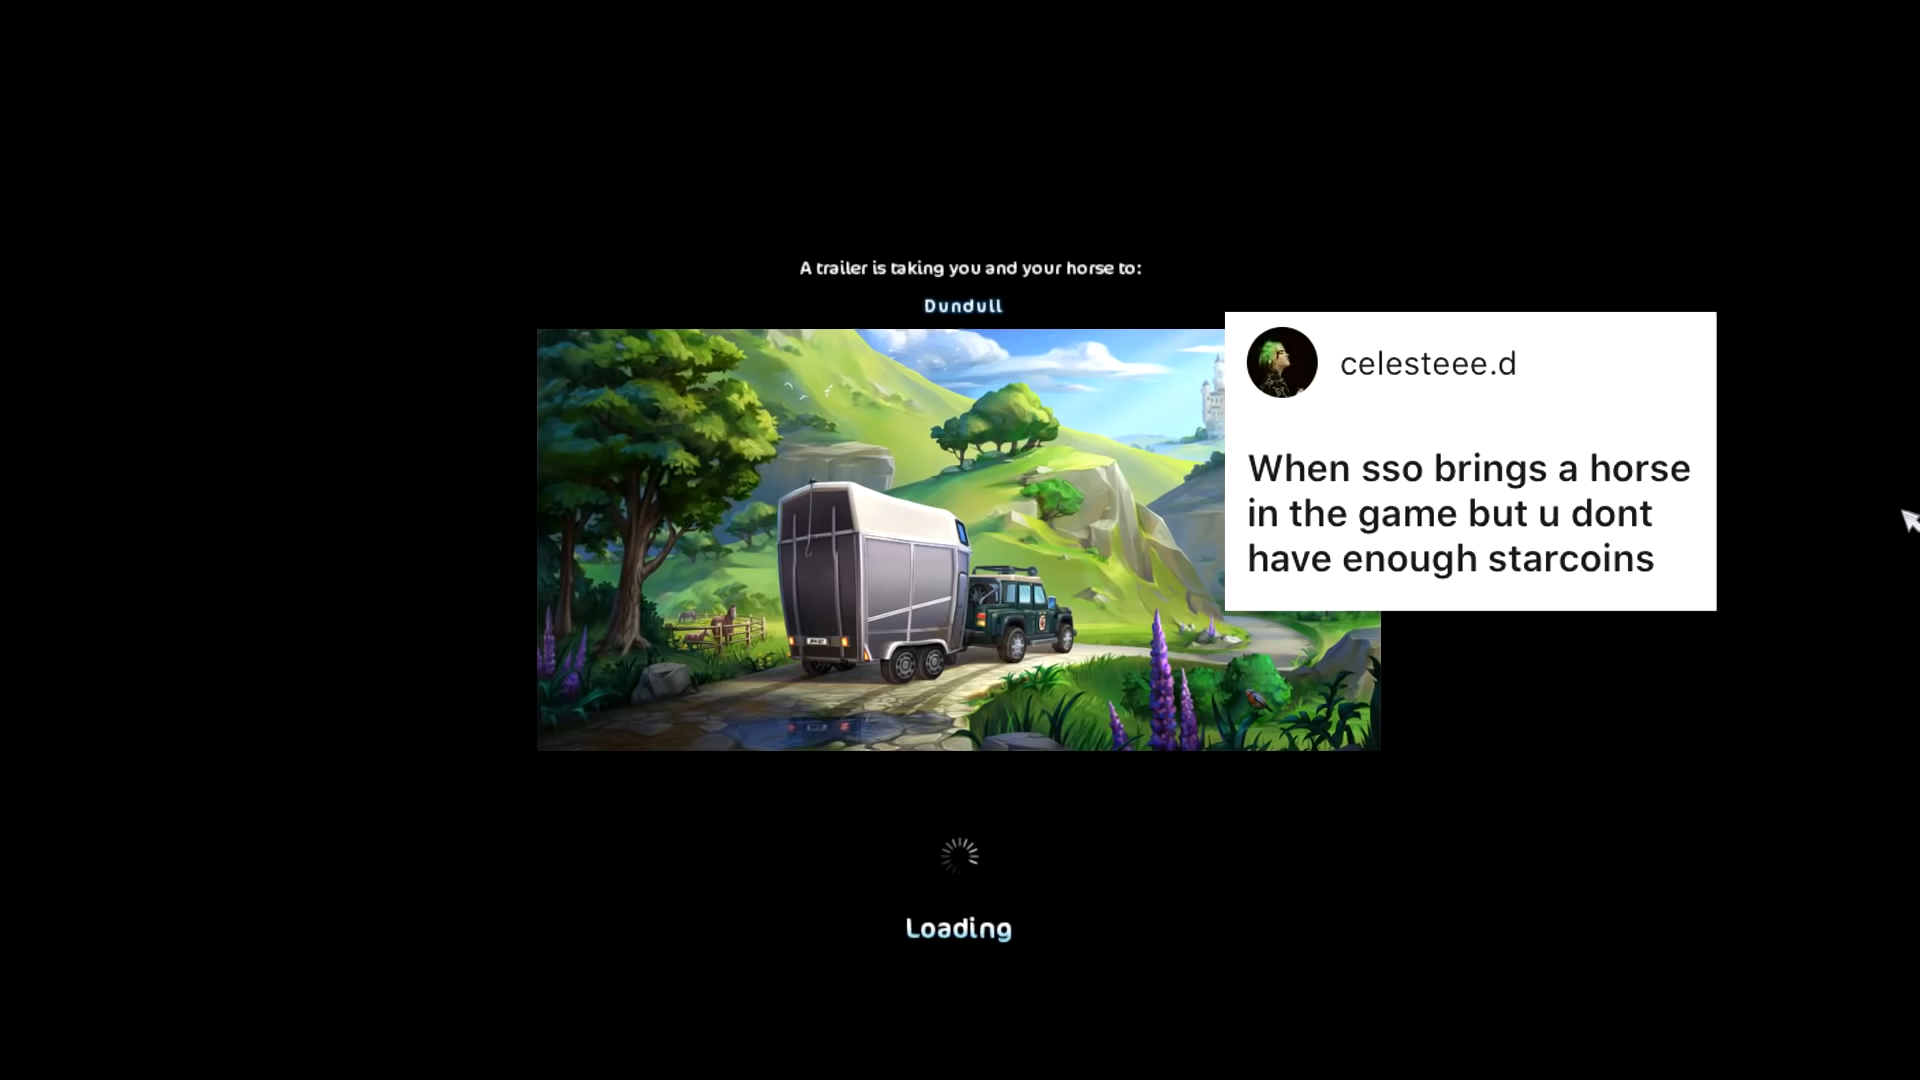 A trailer is taking you and your horse to:
Dundull
celesteee.d
When sso brings a horse
in the game but u dont
have enough starcoins
Loading